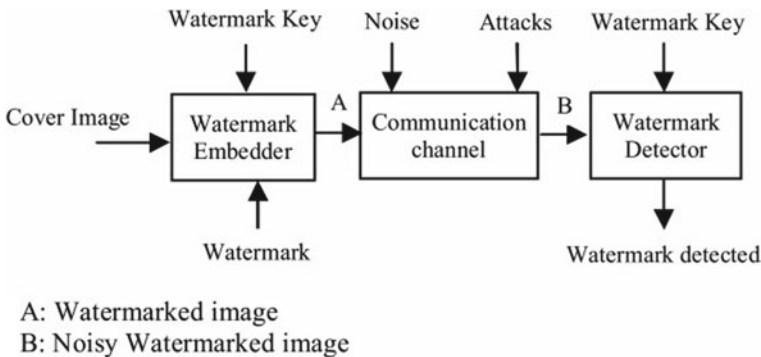 Watermark Key
Noise
Attacks
Watermark Key
Cover Image
Watermark
Embedder
A
Communication
channel
B
Watermark
Detector
Watermark
Watermark detected
A: Watermarked image
B: Noisy Watermarked image